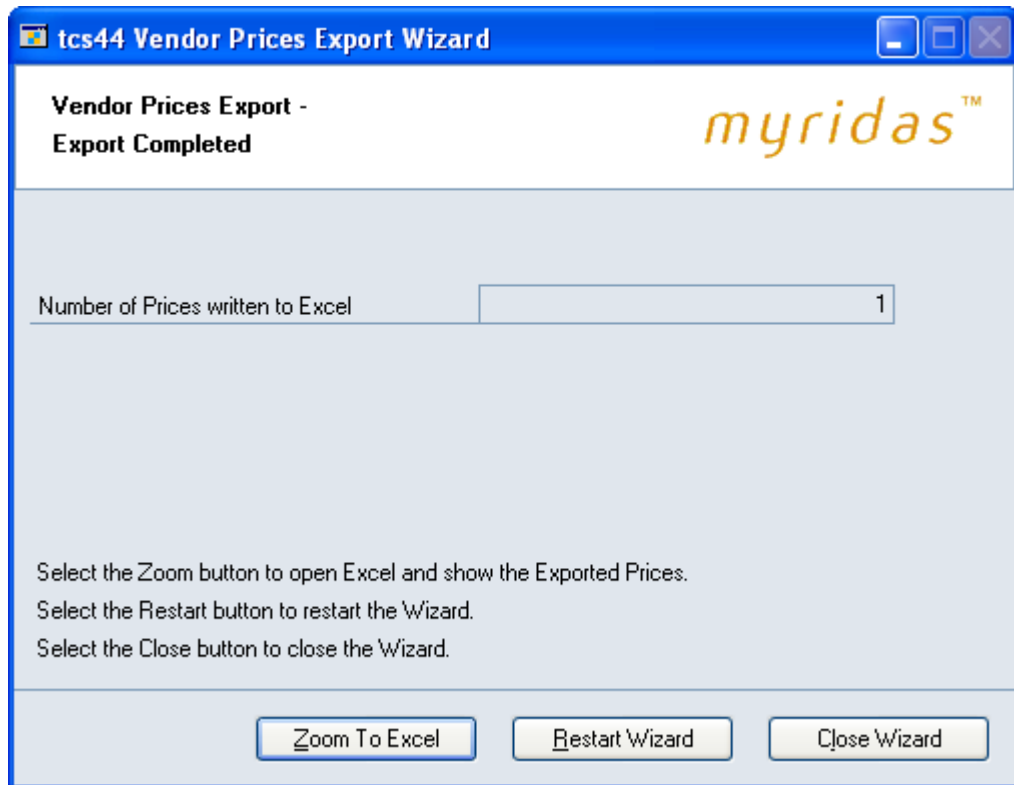 tcs44 Vendor Prices Export Wizard
Vendor Prices Export -
Export Completed
myridas™
Number of Prices written to Excel 1
Select the Zoom button to open Excel and show the Exported Prices.
Select the Restart button to restart the Wizard.
Select the Close button to close the Wizard.
Zoom To Excel Restart Wizard Close Wizard